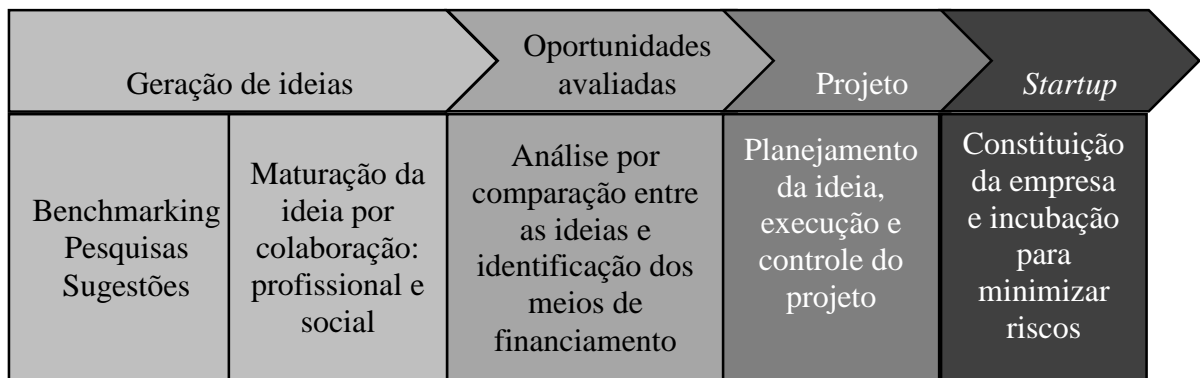 Geração de ideias
Oportunidades
avaliadas
Projeto
Startup
Benchmarking
Pesquisas
Sugestões
Maturação da
ideia por
colaboração:
profissional e
social
Análise por
comparação entre
as ideias e
identificação dos
meios de
financiamento
Planejamento
da ideia,
execução e
controle do
projeto
Constituição
da empresa
e incubação
para
minimizar
riscos